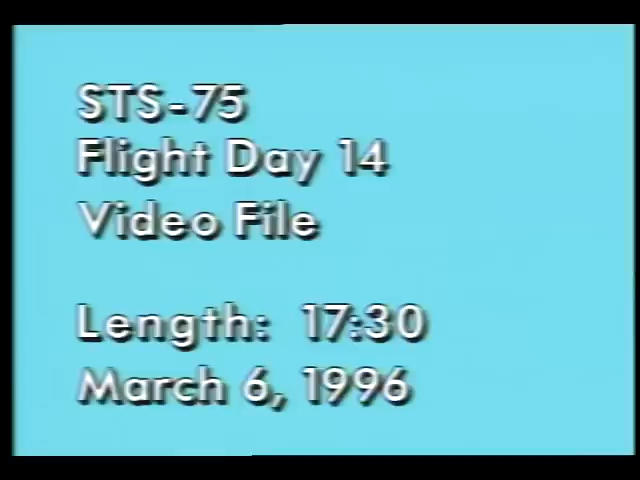 STS-75
Flight Day 14
Video File
Length: 17:30
March 6, 1996